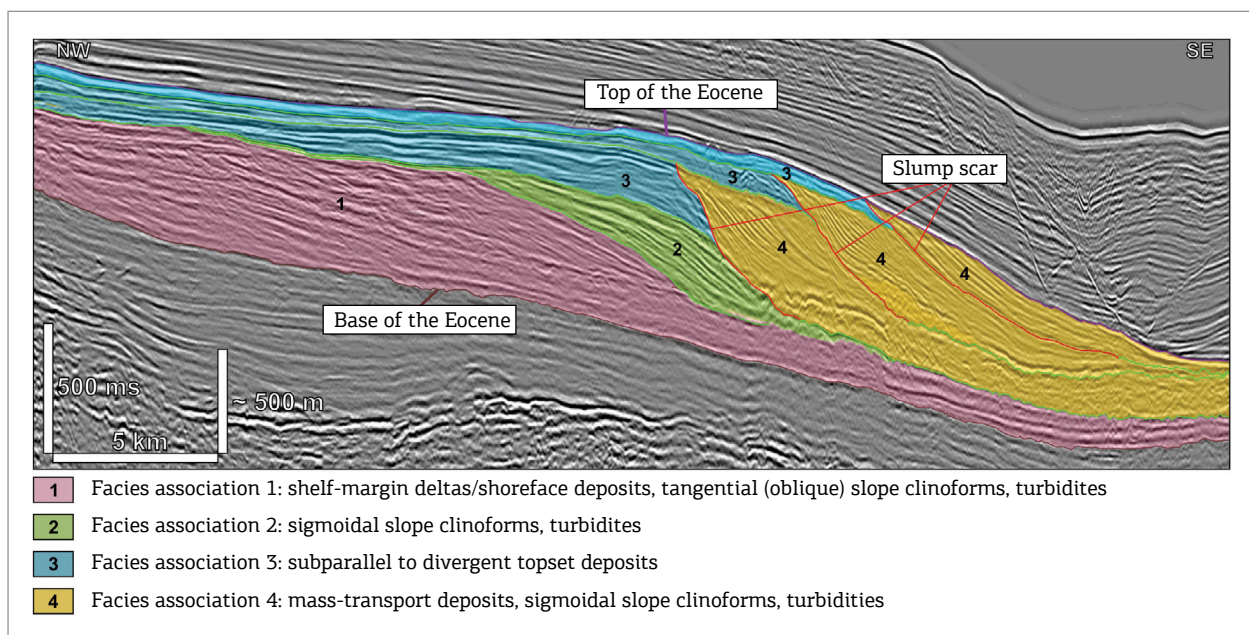 NW
SE
Top of the Eocene
Slump scar
3
3
3
1
2
4
4
4
Base of the Eocene
500 ms
~ 500 m
5 km
1 Facies association 1: shelf-margin deltas/shoreface deposits, tangential (oblique) slope clinoforms, turbidites
2 Facies association 2: sigmoidal slope clinoforms, turbidites
3 Facies association 3: subparallel to divergent topset deposits
4 Facies association 4: mass-transport deposits, sigmoidal slope clinoforms, turbidities